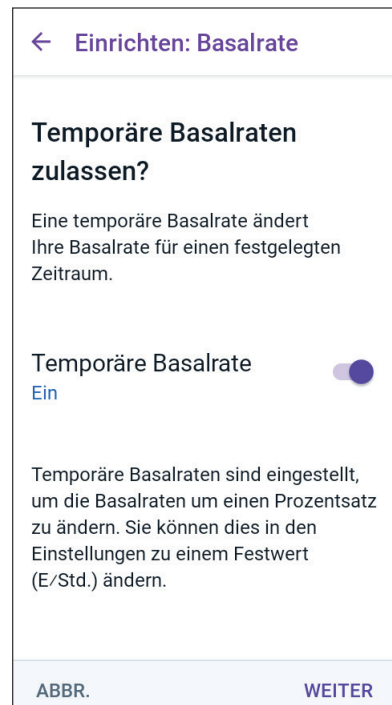 ← Einrichten: Basalrate
Temporäre Basalraten
zulassen?
Eine temporäre Basalrate ändert
Ihre Basalrate für einen festgelegten
Zeitraum.
Temporäre Basalrate
Ein
Temporäre Basalraten sind eingestellt,
um die Basalraten um einen Prozentsatz
zu ändern. Sie können dies in den
Einstellungen zu einem Festwert
(E/Std.) ändern.
ABBR. WEITER